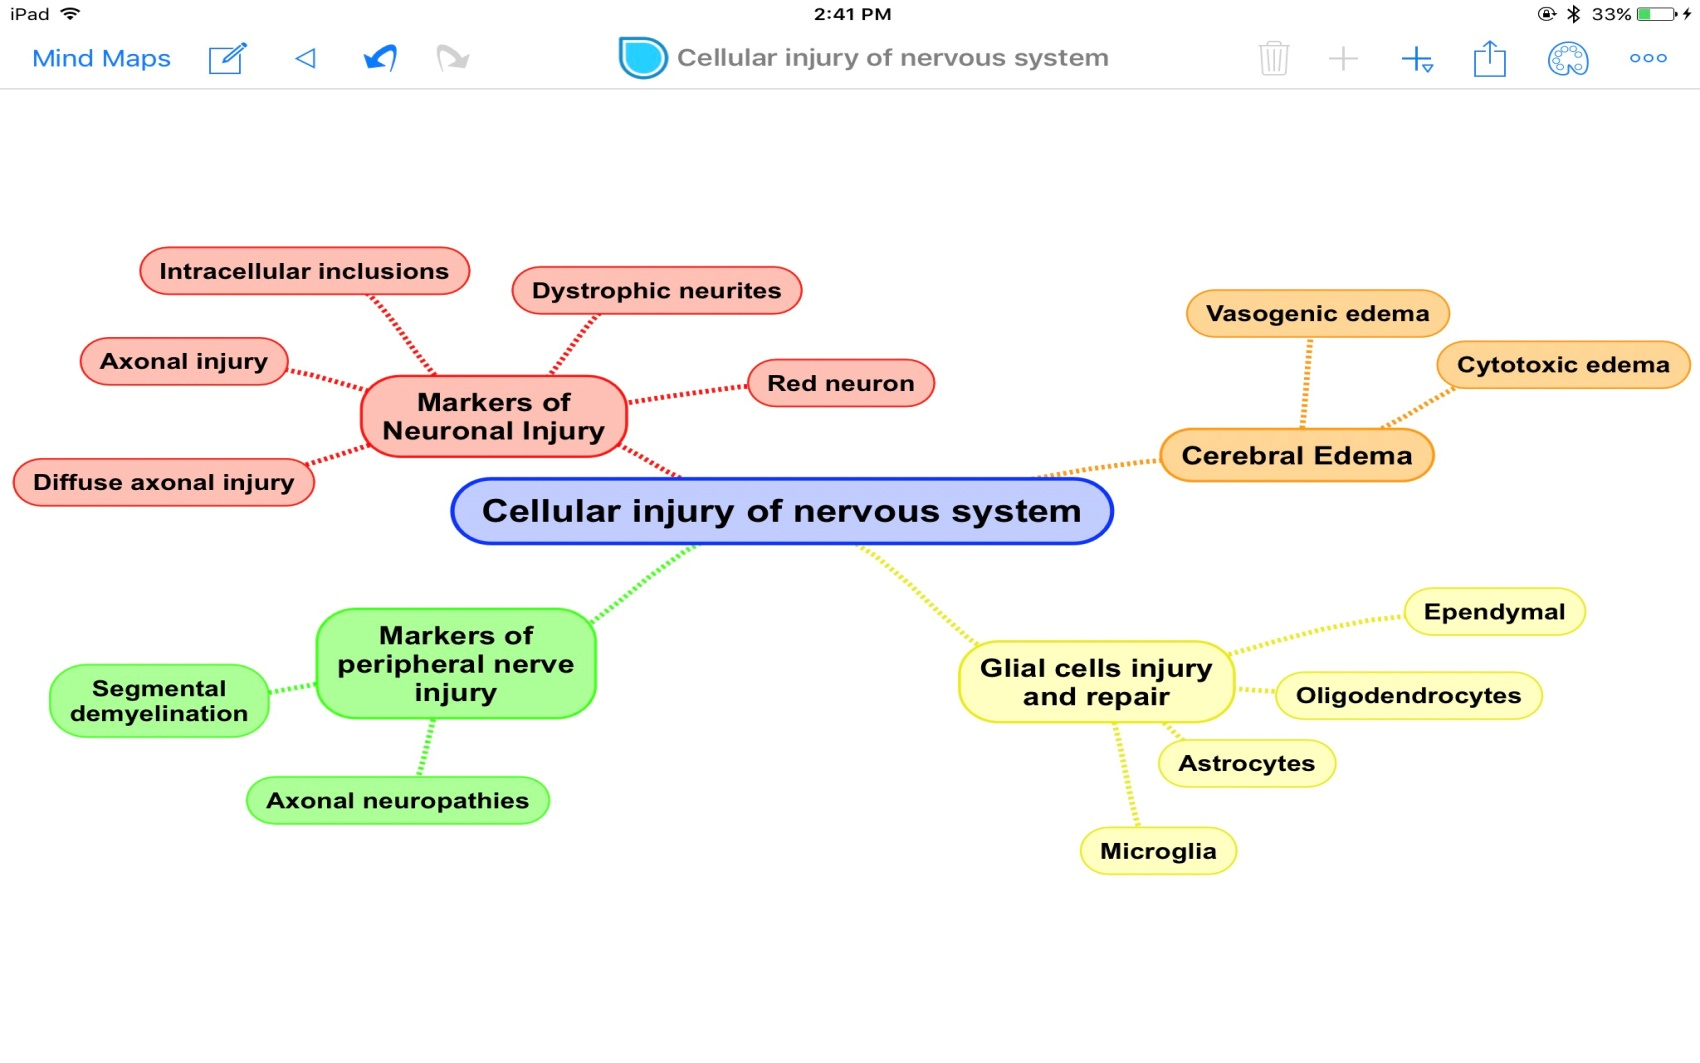 iPad
2:41 PM
33%
Mind Maps
Cellular injury of nervous system
Intracellular inclusions
Dystrophic neurites
Axonal injury
Red neuron
Markers of
Neuronal Injury
Diffuse axonal injury
Vasogenic edema
Cytotoxic edema
Cerebral Edema
Cellular injury of nervous system
Markers of
peripheral nerve
injury
Segmental
demyelination
Axonal neuropathies
Glial cells injury
and repair
Ependymal
Oligodendrocytes
Astrocytes
Microglia